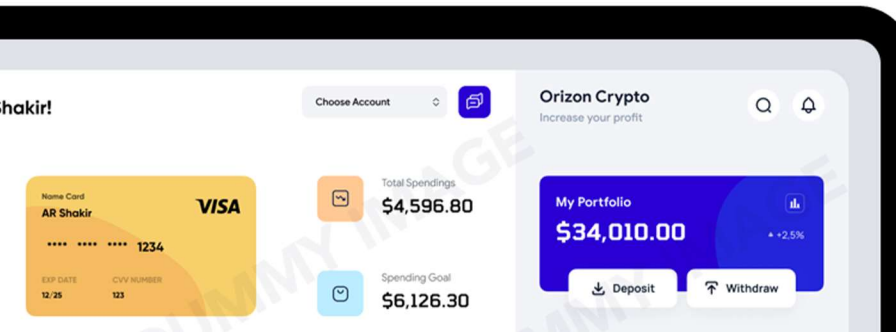 Shakir!
Choose Account
Name Card
AR Shakir
VISA
•••• •••• •••• 1234
EXP DATE
CVV NUMBER
12/25
123
Total Spendings
$4,596.80
Spending Goal
$6,126.30
Orizon Crypto
Increase your profit
My Portfolio
$34,010.00
+2,5%
Deposit
Withdraw
DUMMY IMAGE
DUMMY IMAGE